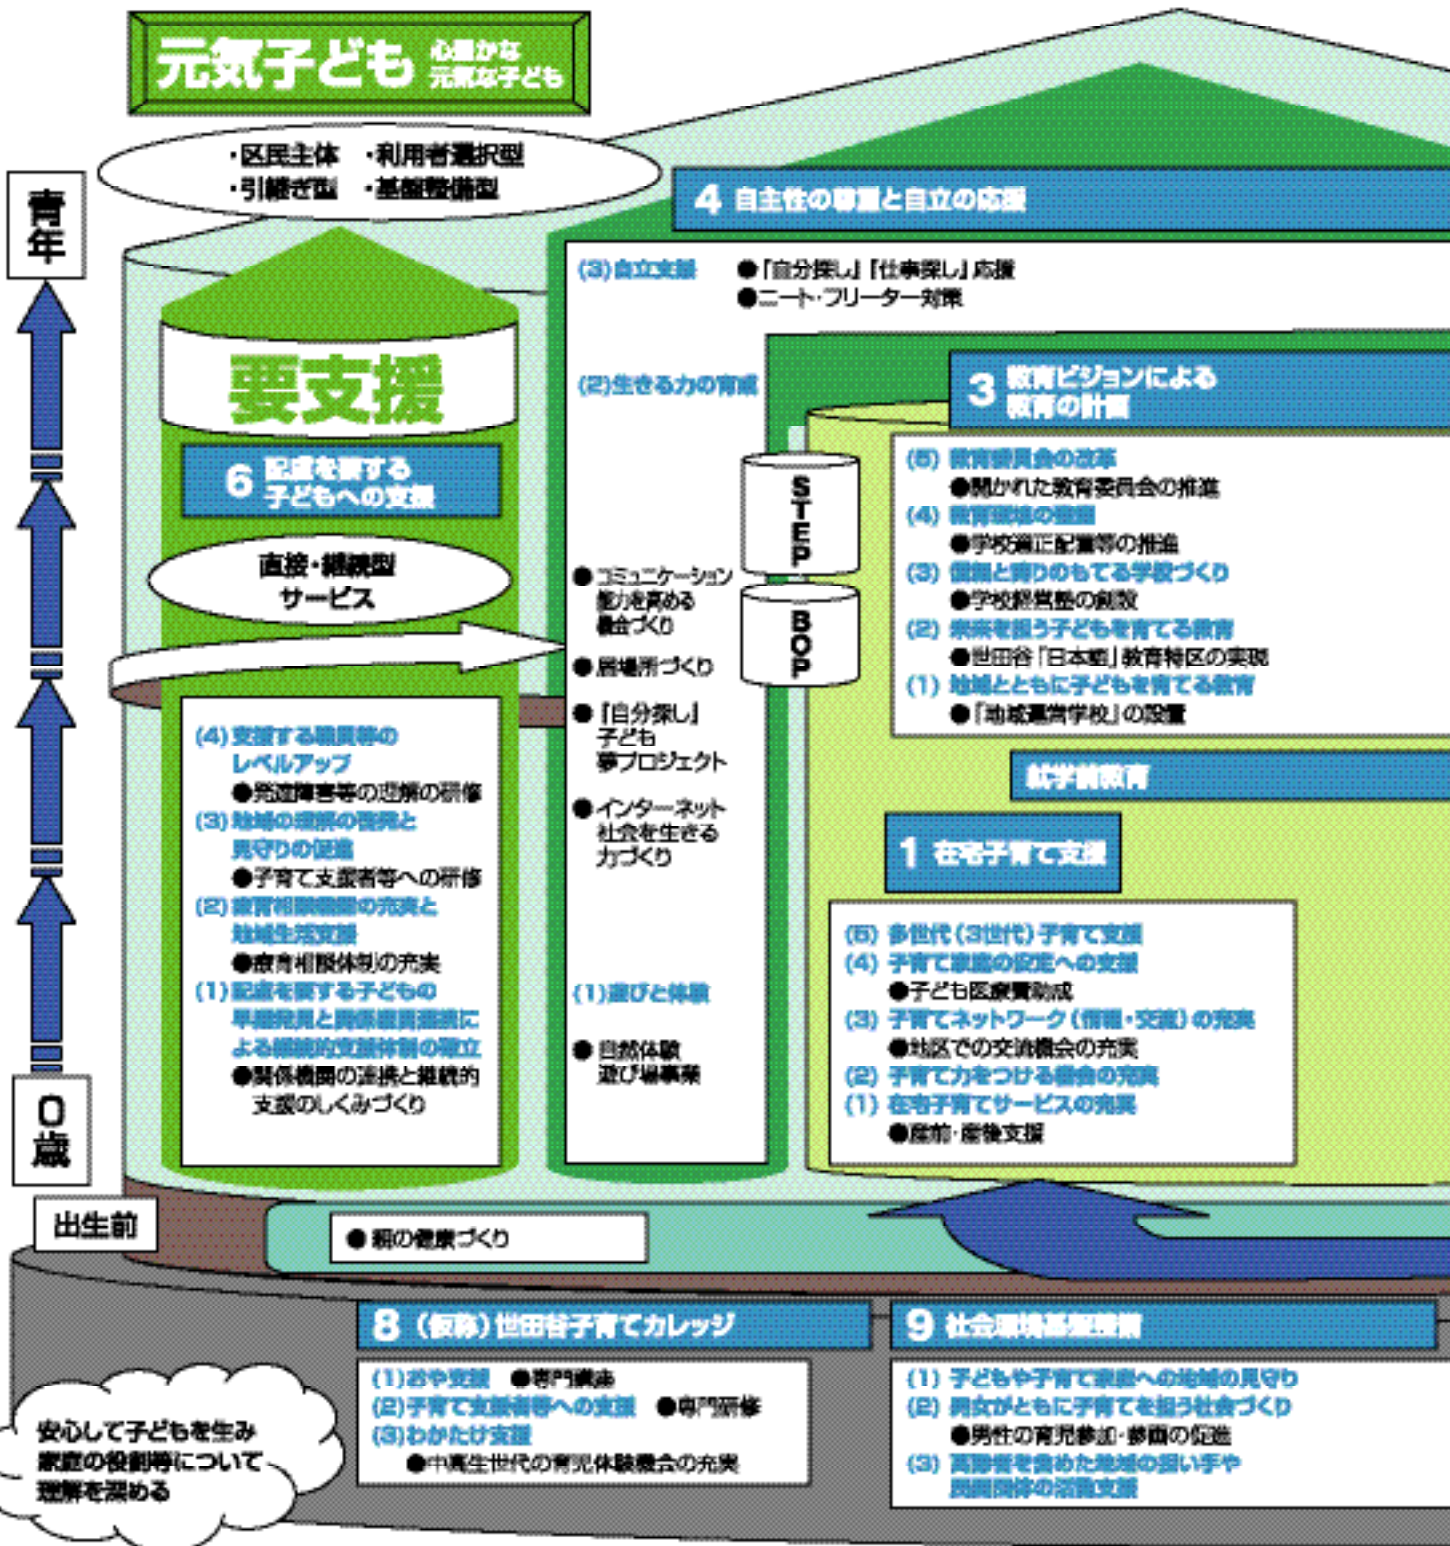 元気子ども
心豊かな
元気な子ども
・区民主体 ・利用者選択型
・引継ぎ型 ・基盤整備型
青年
4 自主性の尊重と自立の応援
(3)自立支援 ●「自分探し」「仕事探し」応援
●ニート・フリーター対策
要支援
(2)生きる力の育成
3 教育ビジョンによる
教育の計画
6 配慮を要する
子どもへの支援
(5) 教育委員会の改革
●開かれた教育委員会の推進
(4) 教育環境の整備
●学校適正配置等の推進
(3) 信頼と誇りのもてる学校づくり
●学校経営塾の創設
(2) 未来を担う子どもを育てる教育
●世田谷「日本語」教育特区の実現
(1) 地域とともに子どもを育てる教育
●「地域運営学校」の設置
STEP
BOP
直接・継続型
サービス
●コミュニケーション
能力を高める
機会づくり
●居場所づくり
●『自分探し』
子ども
夢プロジェクト
●インターネット
社会を生きる
力づくり
(4)支援する職員等の
レベルアップ
●発達障害等の理解の研修
(3)地域の理解の啓発と
見守りの促進
●子育て支援者等への研修
(2)療育相談機関の充実と
地域生活支援
●療育相談体制の充実
(1)配慮を要する子どもの
早期発見と関係機関連携に
よる継続的支援体制の確立
●関係機関の連携と継続的
支援のしくみづくり
就学前教育
1 在宅子育て支援
(5) 多世代(3世代)子育て支援
(4) 子育て家庭の安定への支援
●子ども医療費助成
(3) 子育てネットワーク(情報・交流)の充実
●地区での交流機会の充実
(2) 子育て力をつける機会の充実
(1) 在宅子育てサービスの充実
●産前・産後支援
(1)遊びと体験
●自然体験
遊び場事業
0歳
出生前
●親の健康づくり
8 (仮称)世田谷子育てカレッジ
(1)おや支援 ●専門講座
(2)子育て支援者等への支援 ●専門研修
(3)わかたけ支援
●中高生世代の育児体験機会の充実
9 社会環境基盤整備
(1) 子どもや子育て家庭への地域の見守り
(2) 男女がともに子育てを担う社会づくり
●男性の育児参加・参画の促進
(3) 高齢者を含めた地域の担い手や
民間団体の活動支援
安心して子どもを生み
家庭の役割等について
理解を深める